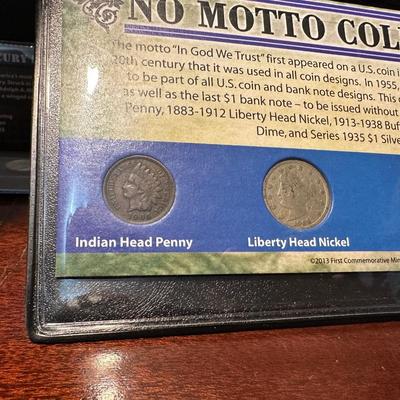 NO MOTTO COL
The motto "In God We Trust" first appeared on a U.S. coin i
20th century that it was used in all coin designs. In 1955,
to be part of all U.S. coin and bank note designs. This
as well as the last $1 bank note – to be issued without
Penny, 1883-1912 Liberty Head Nickel, 1913-1938 Buf
Dime, and Series 1935 $1 Silve
Indian Head Penny
Liberty Head Nickel
©2013 First Commemorative Min